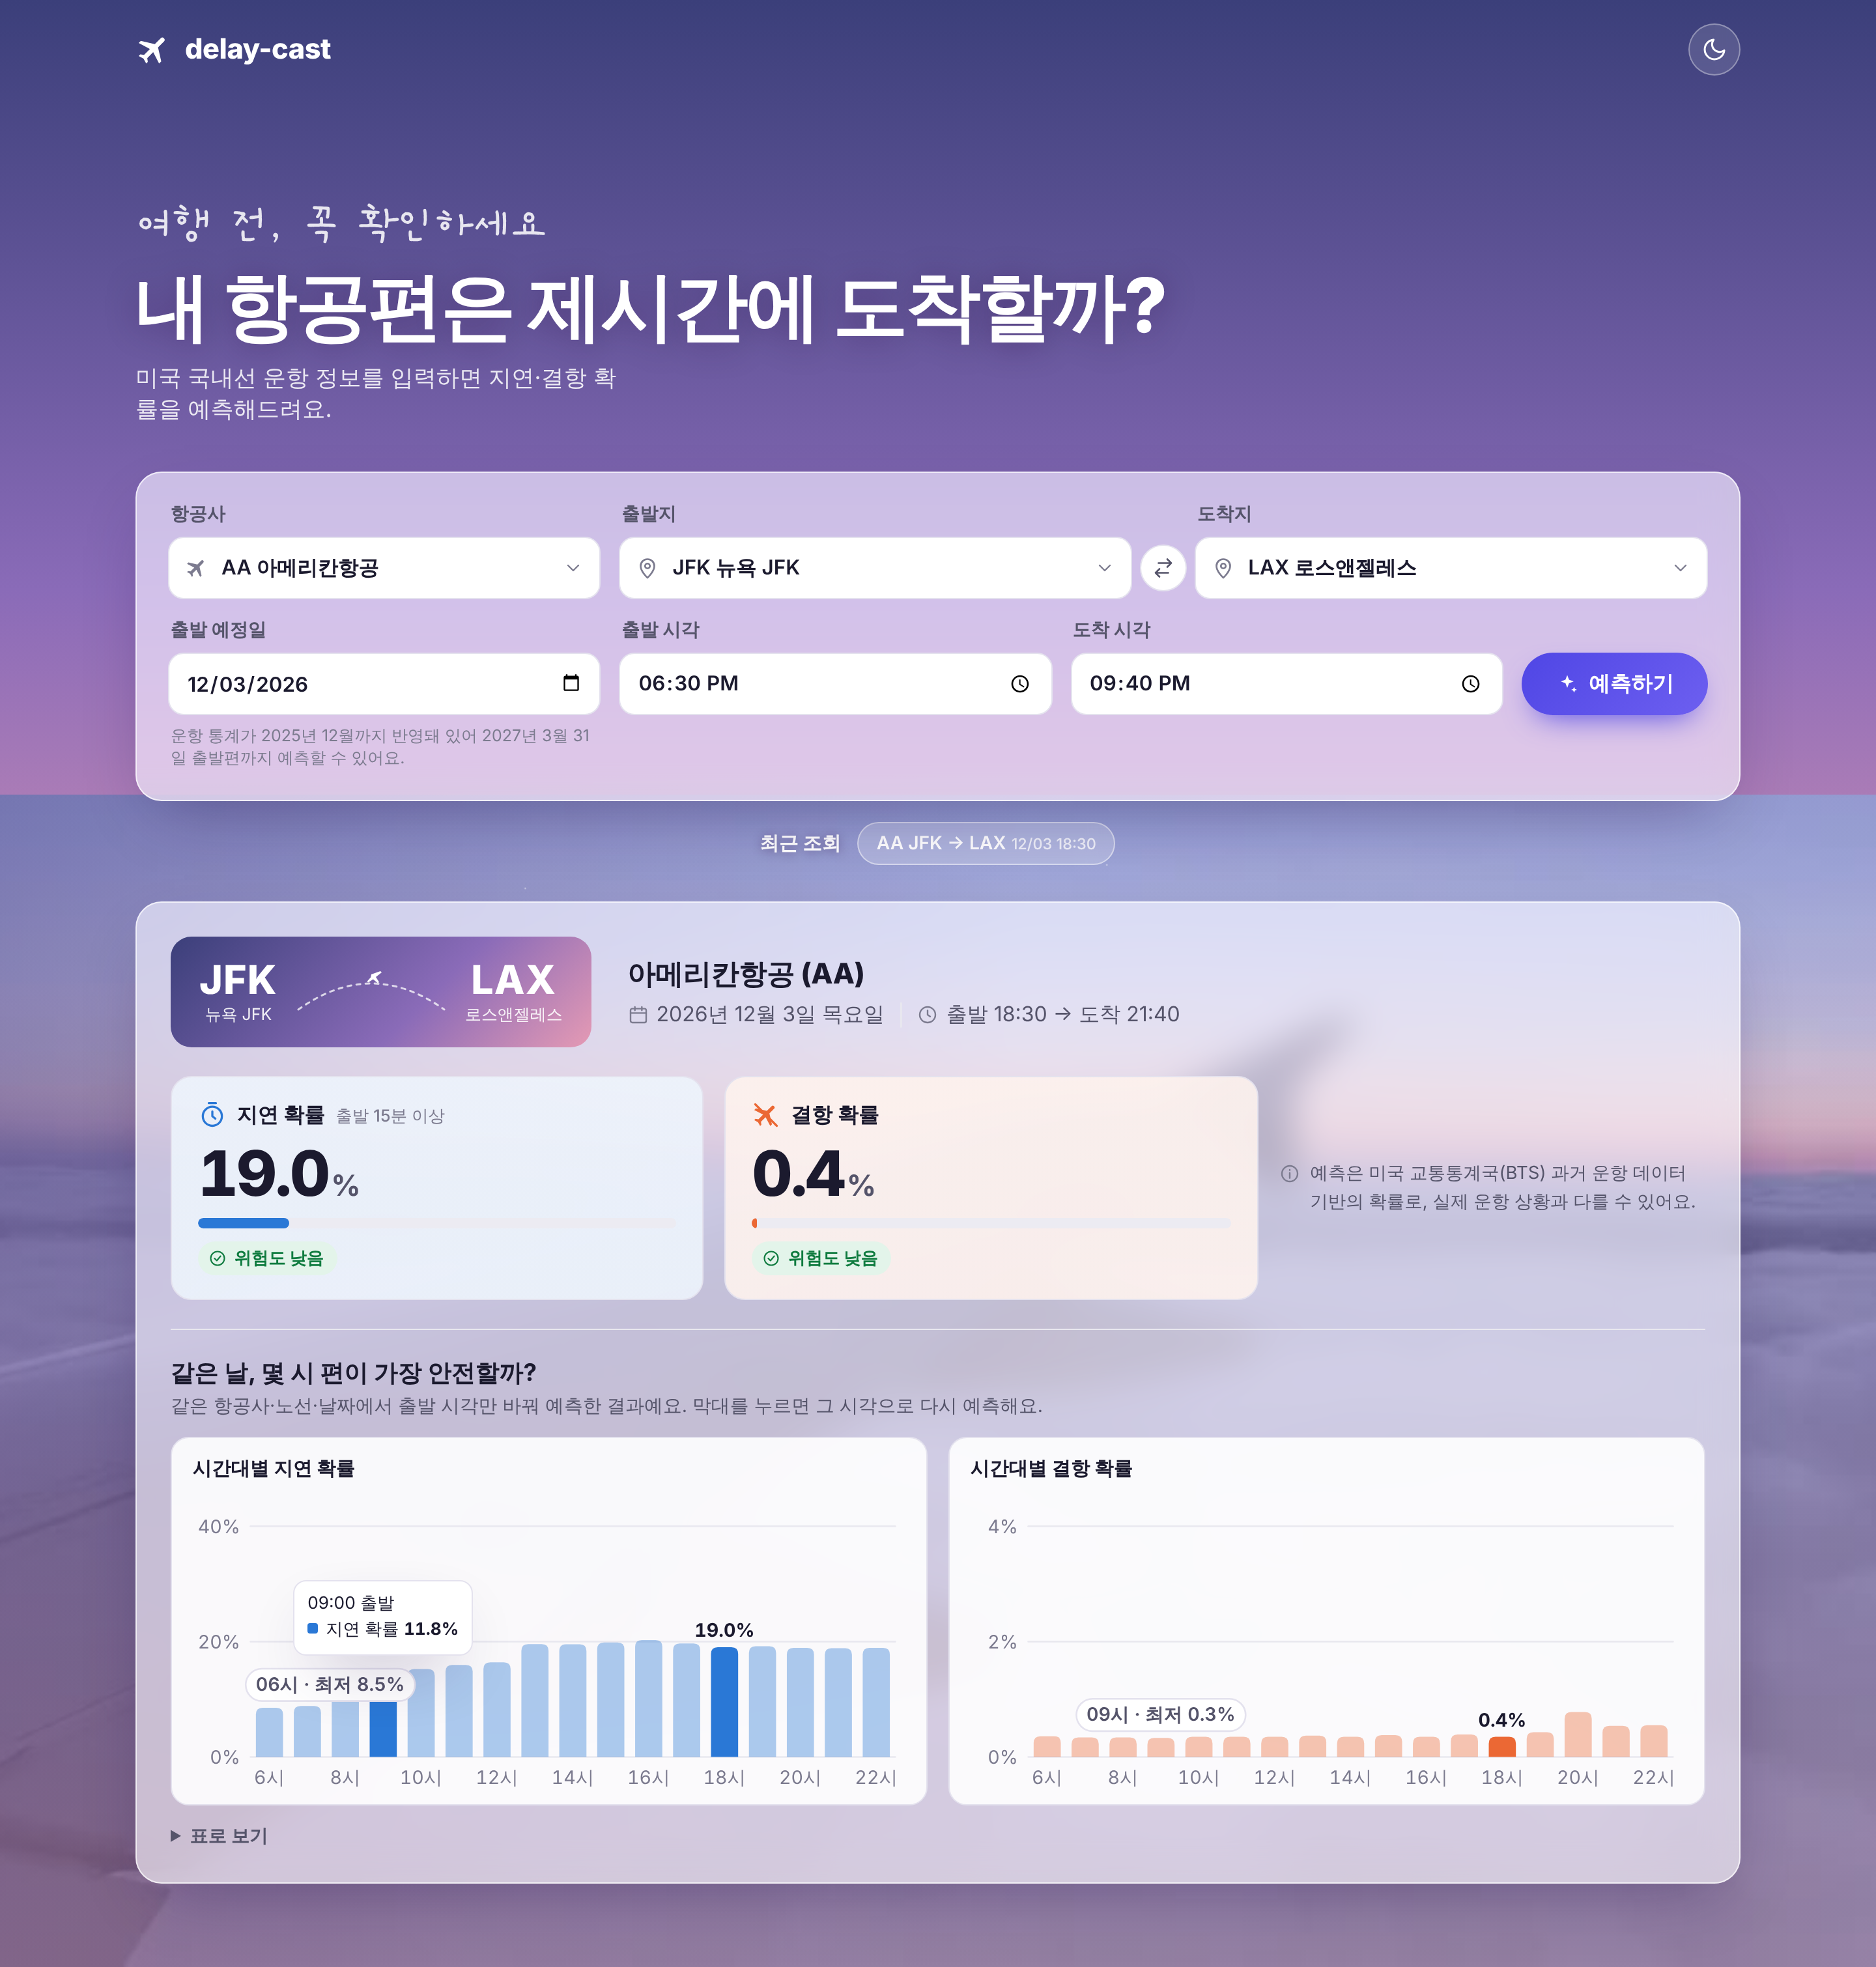 delay-cast
여행 전, 꼭 확인하세요
내 항공편은 제시간에 도착할까?
미국 국내선 운항 정보를 입력하면 지연·결항 확
률을 예측해드려요.
항공사
출발지
도착지
AA 아메리칸항공
JFK 뉴욕 JFK
LAX 로스앤젤레스
출발 예정일
출발 시각
도착 시각
12/03/2026
06:30 PM
09:40 PM
예측하기
운항 통계가 2025년 12월까지 반영돼 있어 2027년 3월 31
일 출발편까지 예측할 수 있어요.
최근 조회
AA JFK → LAX 12/03 18:30
JFK
뉴욕 JFK
LAX
로스앤젤레스
아메리칸항공 (AA)
2026년 12월 3일 목요일
출발 18:30 → 도착 21:40
지연 확률 출발 15분 이상
19.0%
위험도 낮음
결항 확률
0.4%
위험도 낮음
예측은 미국 교통통계국(BTS) 과거 운항 데이터
기반의 확률로, 실제 운항 상황과 다를 수 있어요.
같은 날, 몇 시 편이 가장 안전할까?
같은 항공사·노선·날짜에서 출발 시각만 바꿔 예측한 결과예요. 막대를 누르면 그 시각으로 다시 예측해요.
시간대별 지연 확률
40%
20%
0%
09:00 출발
지연 확률 11.8%
06시 · 최저 8.5%
19.0%
6시 8시 10시 12시 14시 16시 18시 20시 22시
시간대별 결항 확률
4%
2%
0%
09시 · 최저 0.3%
0.4%
6시 8시 10시 12시 14시 16시 18시 20시 22시
표로 보기